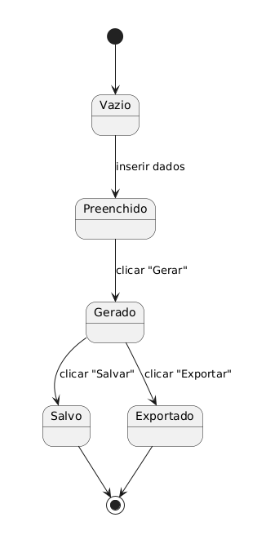 Vazio
inserir dados
Preenchido
clicar "Gerar"
Gerado
clicar "Salvar"
clicar "Exportar"
Salvo
Exportado